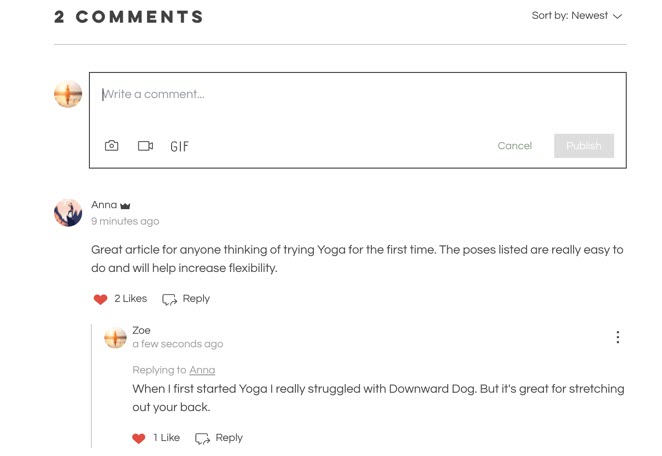 2 COMMENTS
Sort by: Newest
Write a comment...
GIF
Cancel
Publish
Anna
9 minutes ago
Great article for anyone thinking of trying Yoga for the first time. The poses listed are really easy to
do and will help increase flexibility.
2 Likes
Reply
Zoe
a few seconds ago
Replying to Anna
When I first started Yoga I really struggled with Downward Dog. But it's great for stretching
out your back.
1 Like
Reply